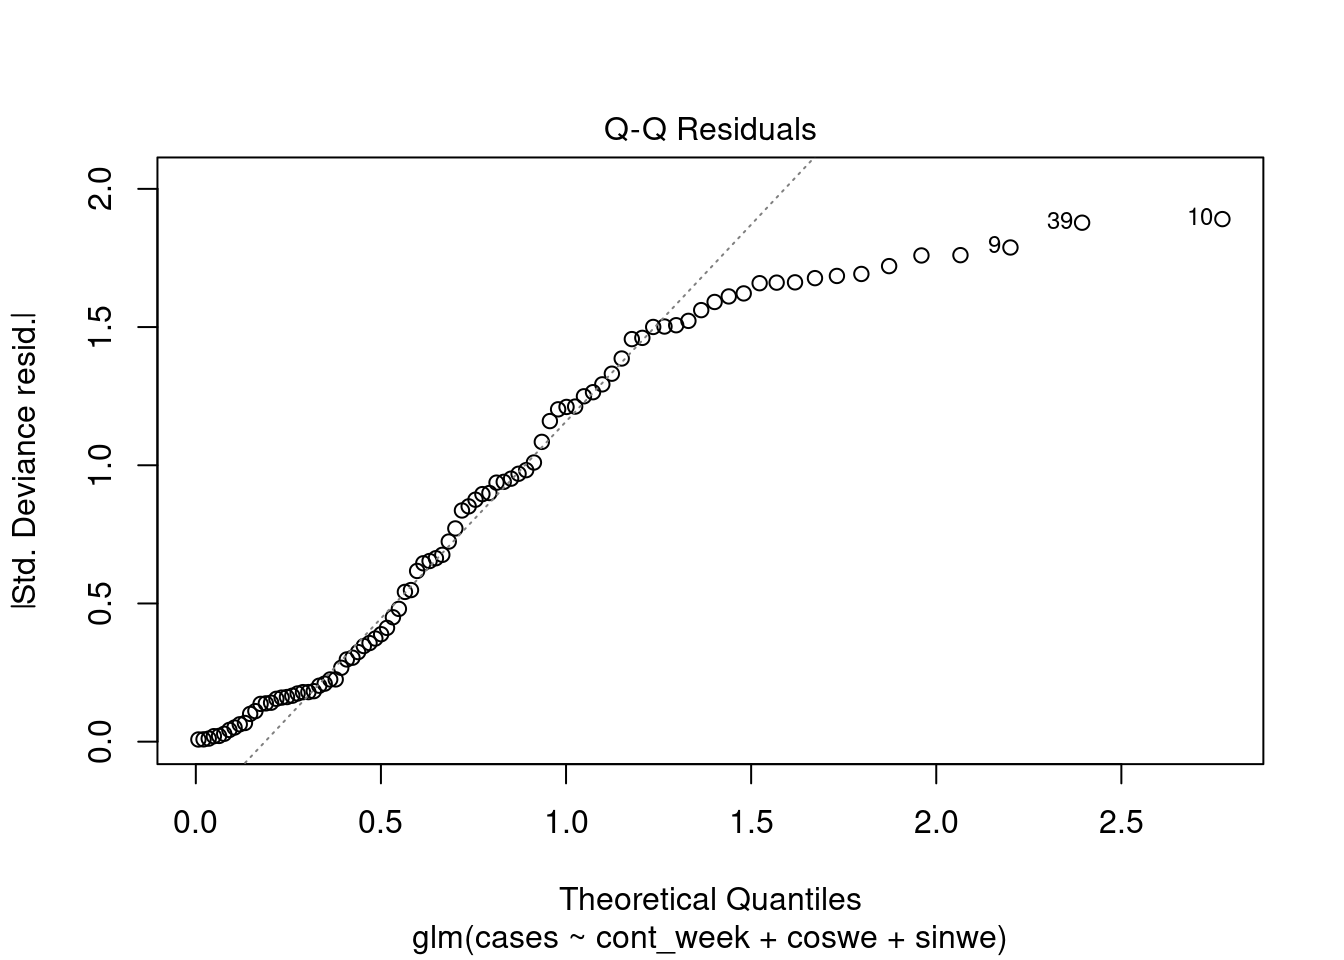 Q-Q Residuals
|Std. Deviance resid.|
2.0
1.5
1.0
0.5
0.0
39
10
9
0.0 0.5 1.0 1.5 2.0 2.5
Theoretical Quantiles
glm(cases ~ cont_week + coswe + sinwe)